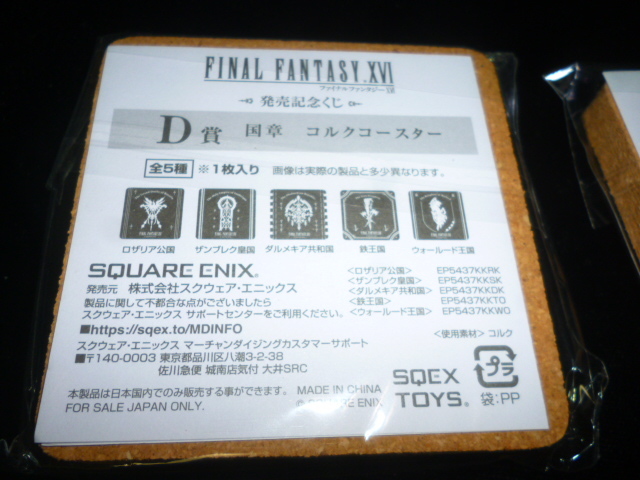 FINAL FANTASY XVI
ファイナルファンタジーXVI
発売記念くじ
D賞 国章 コルクコースター
全5種 ※1枚入り 画像は実際の製品と多少異なります。
ロザリア公国 ザンブレク皇国 ダルメキア共和国 鉄王国 ウォールード王国
SQUARE ENIX®
発売元 株式会社スクウェア・エニックス
製品に関して不都合な点がございましたら
スクウェア・エニックス サポートセンターをご利用ください。
■https://sqex.to/MDINFO
<ロザリア公国> EP5437KKRK
<ザンブレク皇国> EP5437KKSK
<ダルメキア共和国> EP5437KKDK
<鉄王国> EP5437KKTO
<ウォールード王国> EP5437KKWO
<使用素材> コルク
スクウェア・エニックス マーチャンダイジングカスタマーサポート
■〒140-0003 東京都品川区八潮3-2-38
佐川急便 城南店気付 大井SRC
本製品は日本国内でのみ販売する事ができます。 MADE IN CHINA
FOR SALE JAPAN ONLY. © SQUARE ENIX
SQEX
TOYS®
プラ
袋:PP